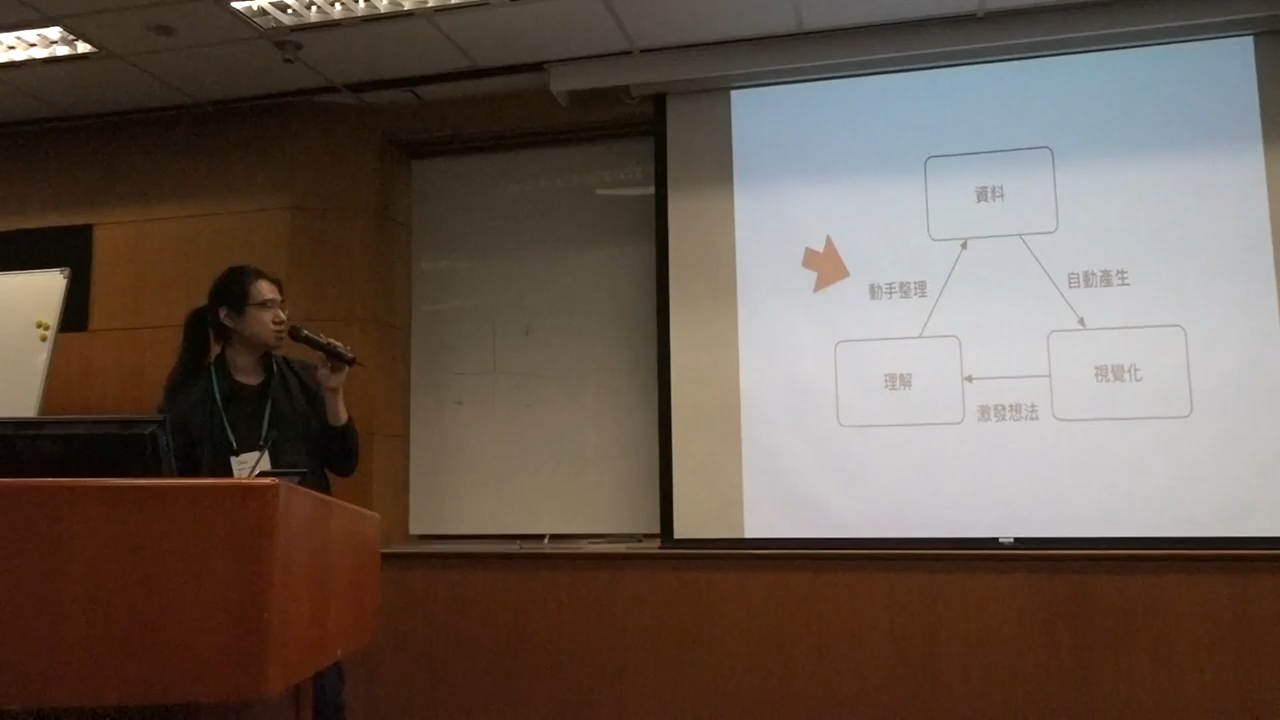 資料
動手整理
自動產生
理解
視覺化
激發想法